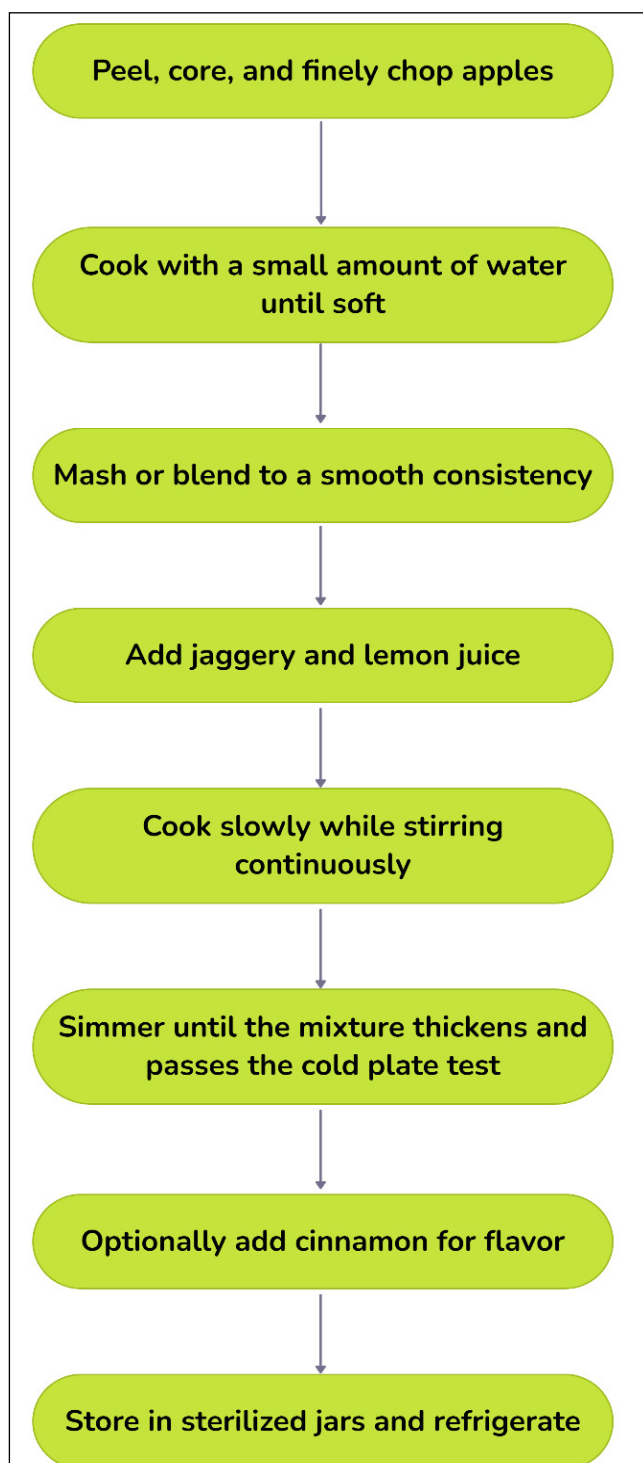 Peel, core, and finely chop apples
Cook with a small amount of water
until soft
Mash or blend to a smooth consistency
Add jaggery and lemon juice
Cook slowly while stirring
continuously
Simmer until the mixture thickens and
passes the cold plate test
Optionally add cinnamon for flavor
Store in sterilized jars and refrigerate